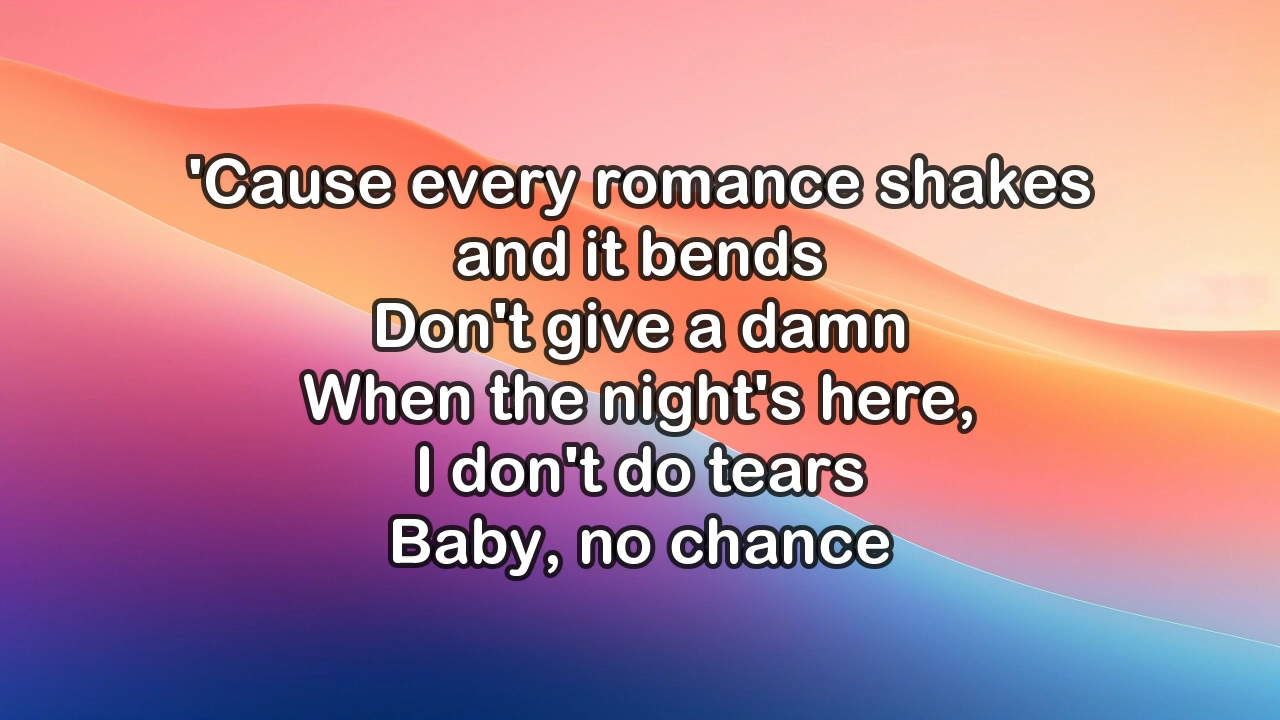 'Cause every romance shakes
and it bends
Don't give a damn
When the night's here,
I don't do tears
Baby, no chance